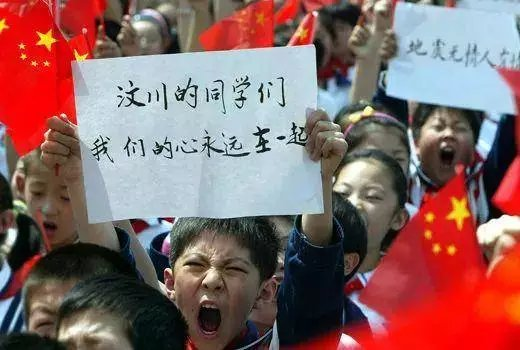 汶川的同学们
我们的心永远在一起
地震无情人有情